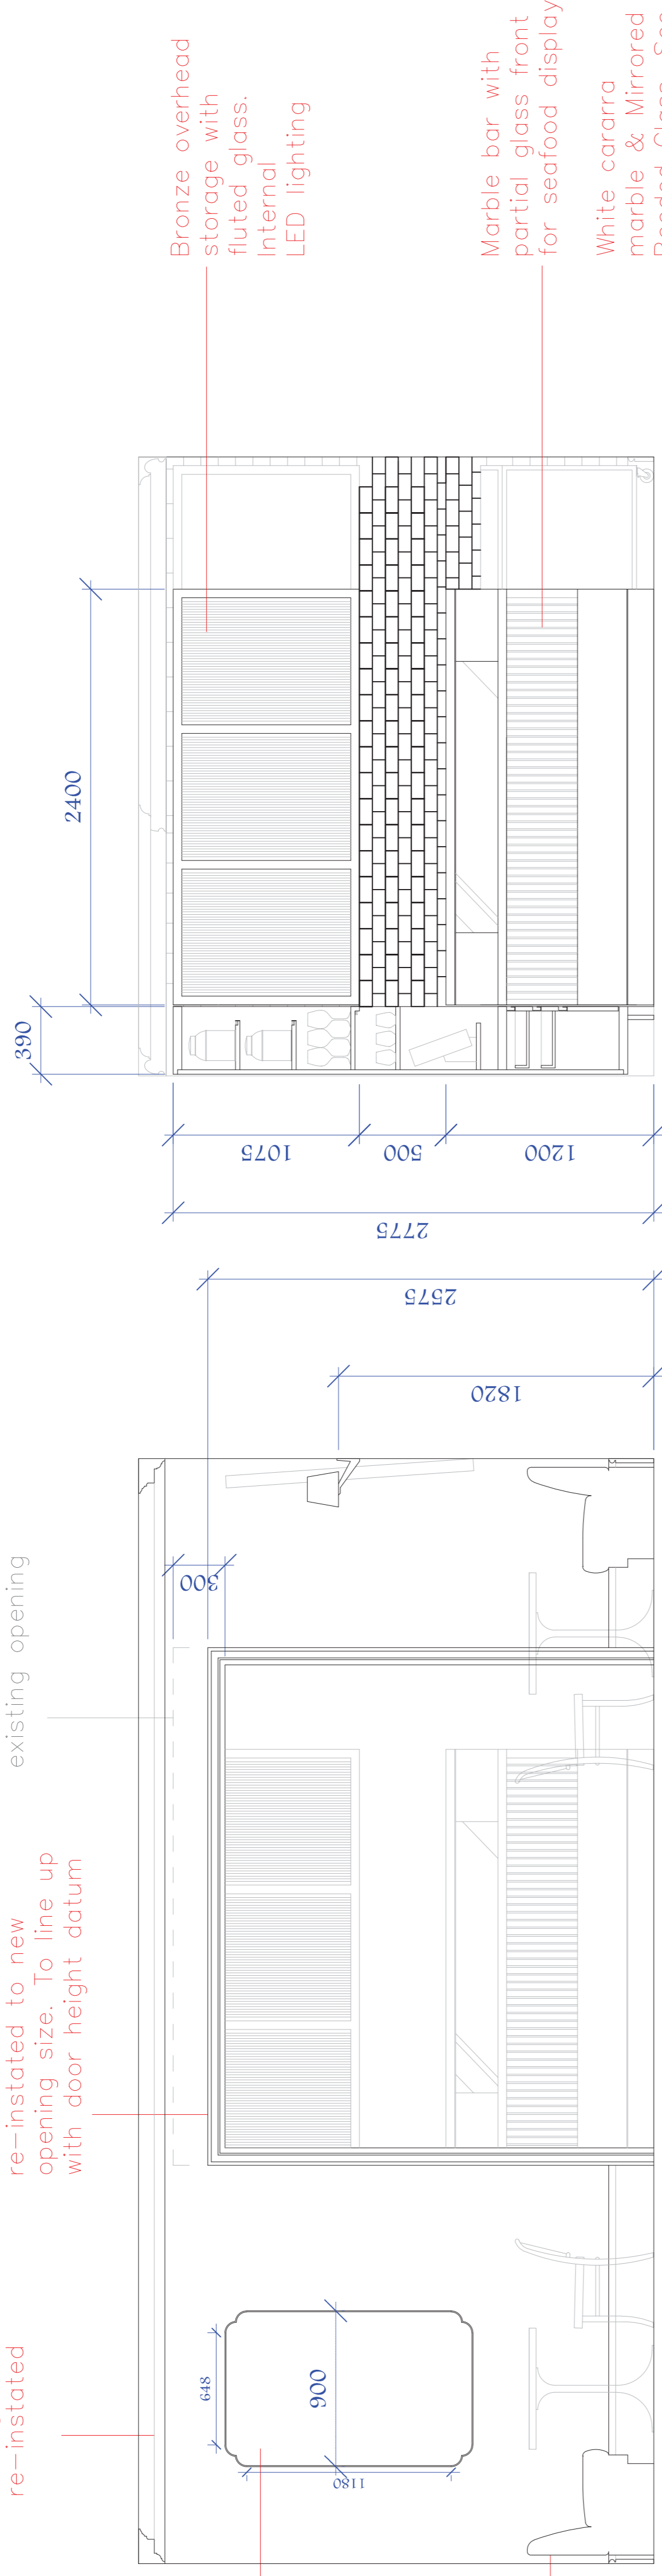 re-instated
re-instated to new
opening size. To line up
with door height datum
existing opening
648
900
1180
300
1820
2575
2775
1075
500
1200
390
2400
Bronze overhead
storage with
fluted glass.
Internal
LED lighting
Marble bar with
partial glass front
for seafood display
White cararra
marble & Mirrored